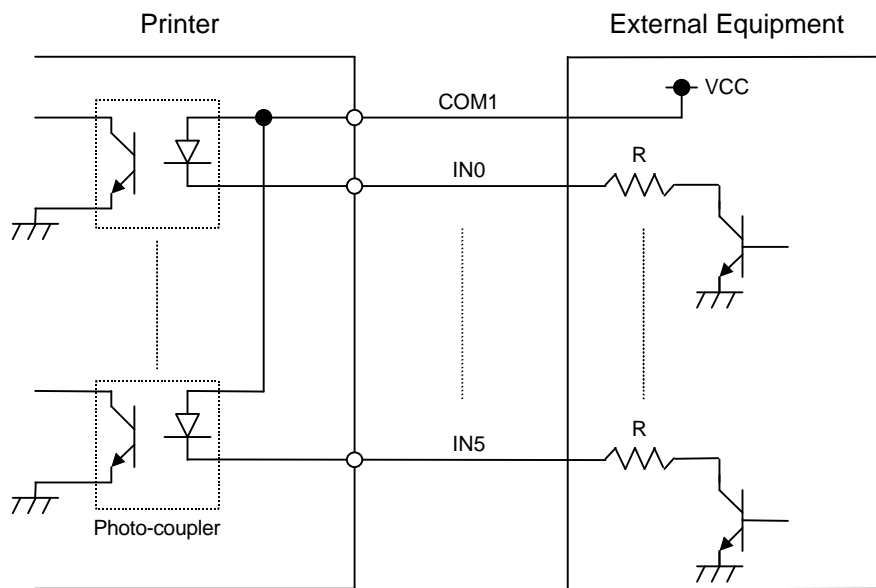 Printer
External Equipment
COM1
VCC
R
IN0
R
IN5
Photo-coupler